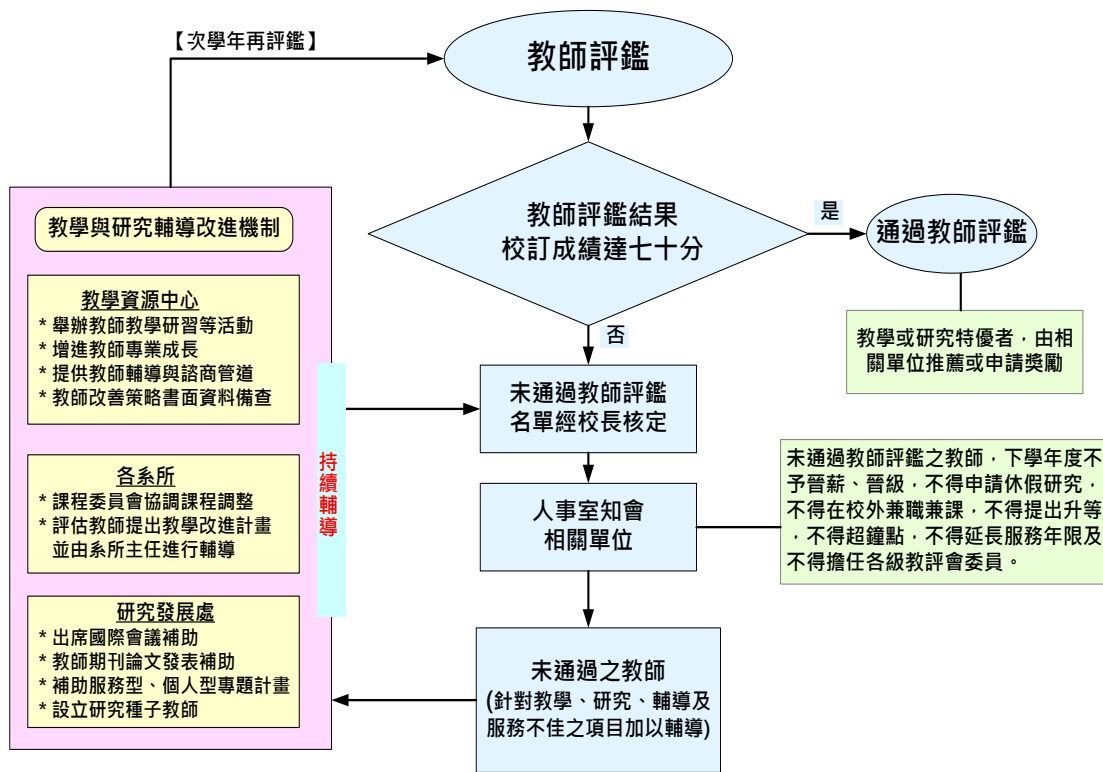 【次學年再評鑑】
教師評鑑
教師評鑑結果
校訂成績達七十分
是
通過教師評鑑
教學或研究特優者，由相
關單位推薦或申請獎勵
否
未通過教師評鑑
名單經校長核定
人事室知會
相關單位
未通過教師評鑑之教師，下學年度不
予晉薪、晉級，不得申請休假研究，
不得在校外兼職兼課，不得提出升等
，不得超鐘點，不得延長服務年限及
不得擔任各級教評會委員。
未通過之教師
(針對教學、研究、輔導及
服務不佳之項目加以輔導)
教學與研究輔導改進機制
教學資源中心
* 舉辦教師教學研習等活動
* 增進教師專業成長
* 提供教師輔導與諮商管道
* 教師改善策略書面資料備查
各系所
* 課程委員會協調課程調整
* 評估教師提出教學改進計畫
並由系所主任進行輔導
研究發展處
* 出席國際會議補助
* 教師期刊論文發表補助
* 補助服務型、個人型專題計畫
* 設立研究種子教師
持續輔導